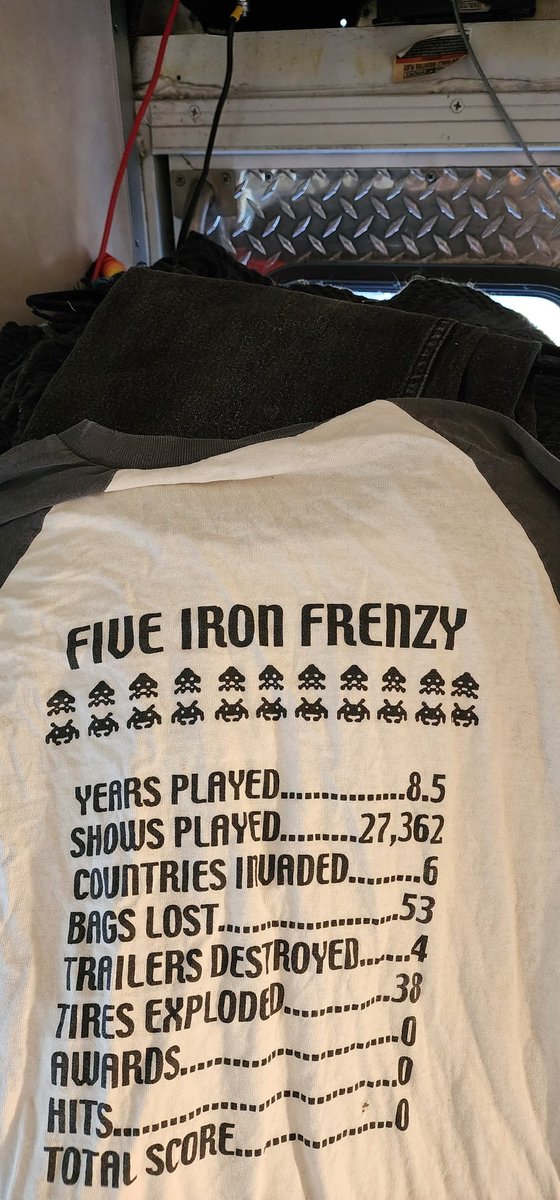 FIVE IRON FRENZY
YEARS PLAYED................8.5
SHOWS PLAYED..........27,362
COUNTRIES INVADED.........6
BAGS LOST.......................53
TRAILERS DESTROYED......4
TIRES EXPLODED.............38
AWARDS...........................0
HITS...................................0
TOTAL SCORE....................0